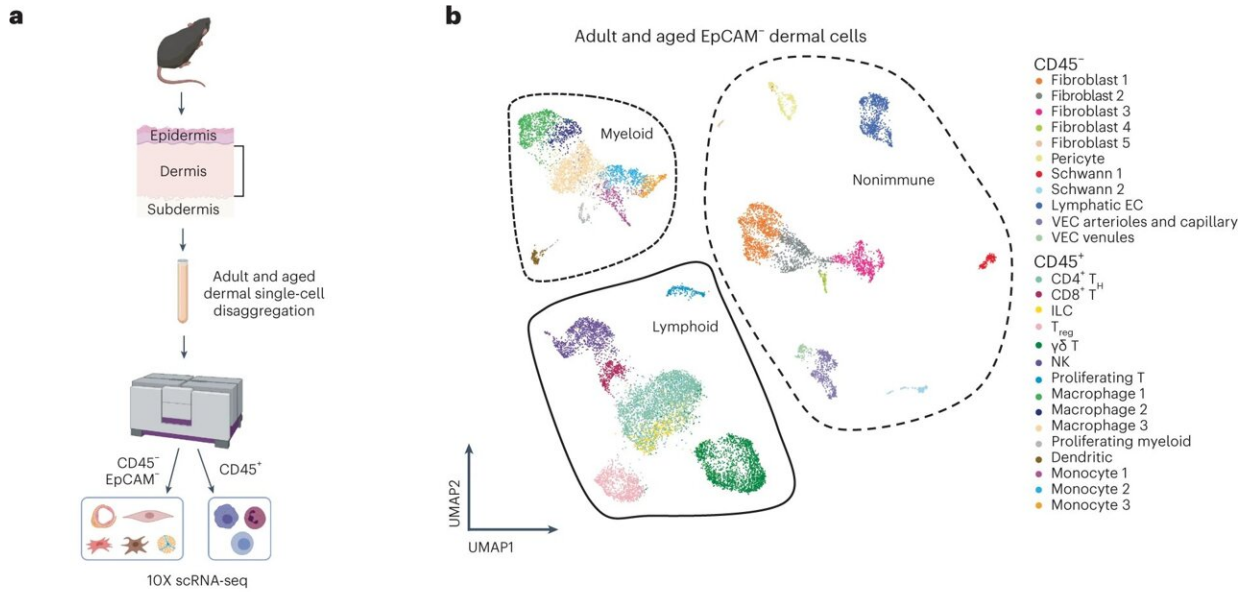 a
Epidermis
Dermis
Subdermis
Adult and aged
dermal single-cell
disaggregation
CD45⁻
EpCAM⁻
CD45⁺
10X scRNA-seq
b
Adult and aged EpCAM⁻ dermal cells
Myeloid
Nonimmune
Lymphoid
UMAP2
UMAP1
CD45⁻
Fibroblast 1
Fibroblast 2
Fibroblast 3
Fibroblast 4
Fibroblast 5
Pericyte
Schwann 1
Schwann 2
Lymphatic EC
VEC arterioles and capillary
VEC venules
CD45⁺
CD4⁺ T_H
CD8⁺ T
ILC
T_reg
γδ T
NK
Proliferating T
Macrophage 1
Macrophage 2
Macrophage 3
Proliferating myeloid
Dendritic
Monocyte 1
Monocyte 2
Monocyte 3